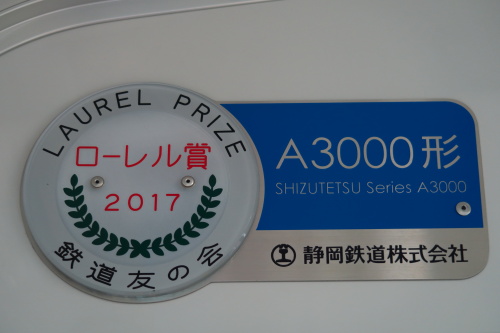 LAUREL PRIZE
ローレル賞
2017
鉄道友の会
A3000形
SHIZUTETSU Series A3000
静岡鉄道株式会社